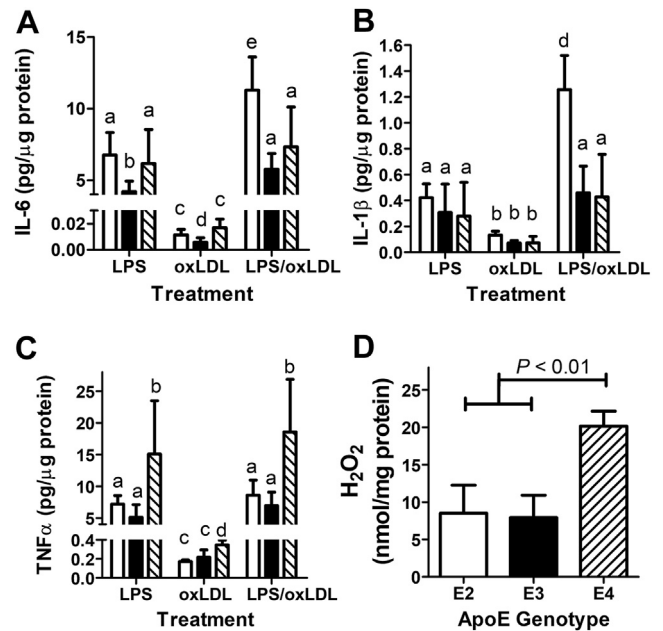 A
IL-6 (pg/µg protein)
15
10
5
0.02
0.00
a
b
a
c
d
c
e
a
a
LPS
oxLDL
LPS/oxLDL
Treatment
B
IL-1β (pg/µg protein)
1.6
1.4
1.2
1.0
0.8
0.6
0.4
0.2
0.0
a a a
b b b
d
a a
LPS
oxLDL
LPS/oxLDL
Treatment
C
TNFα (pg/µg protein)
25
20
15
10
5
0.4
0.2
0.0
a
a
b
c
c
d
a
a
b
LPS
oxLDL
LPS/oxLDL
Treatment
D
H2O2
(nmol/mg protein)
25
20
15
10
5
0
P < 0.01
E2
E3
E4
ApoE Genotype